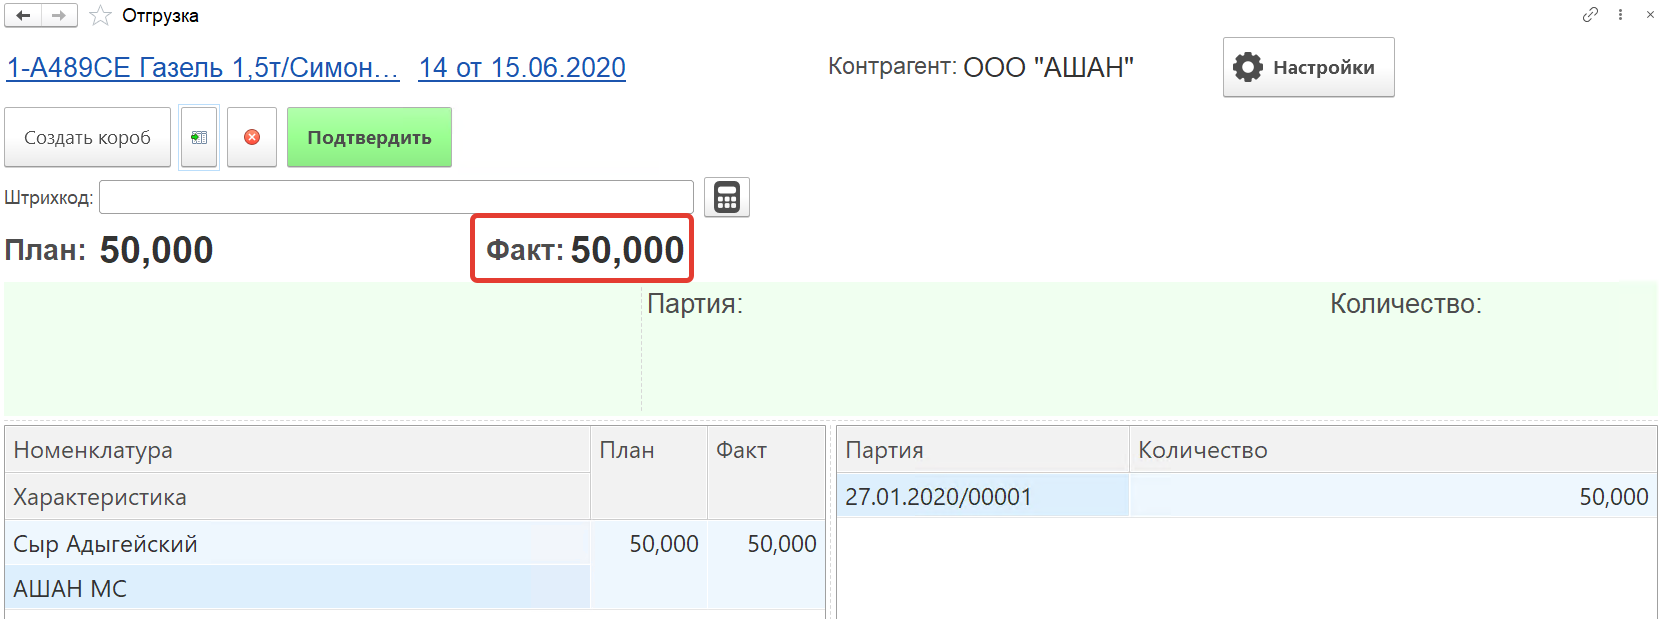 Отгрузка
1-А489СЕ Газель 1,5т/Симон... 14 от 15.06.2020 Контрагент: ООО "АШАН" Настройки
Создать короб Подтвердить
Штрихкод:
План: 50,000 Факт: 50,000
Партия: Количество:
Номенклатура План Факт Партия Количество
Характеристика 27.01.2020/00001 50,000
Сыр Адыгейский 50,000 50,000
АШАН МС